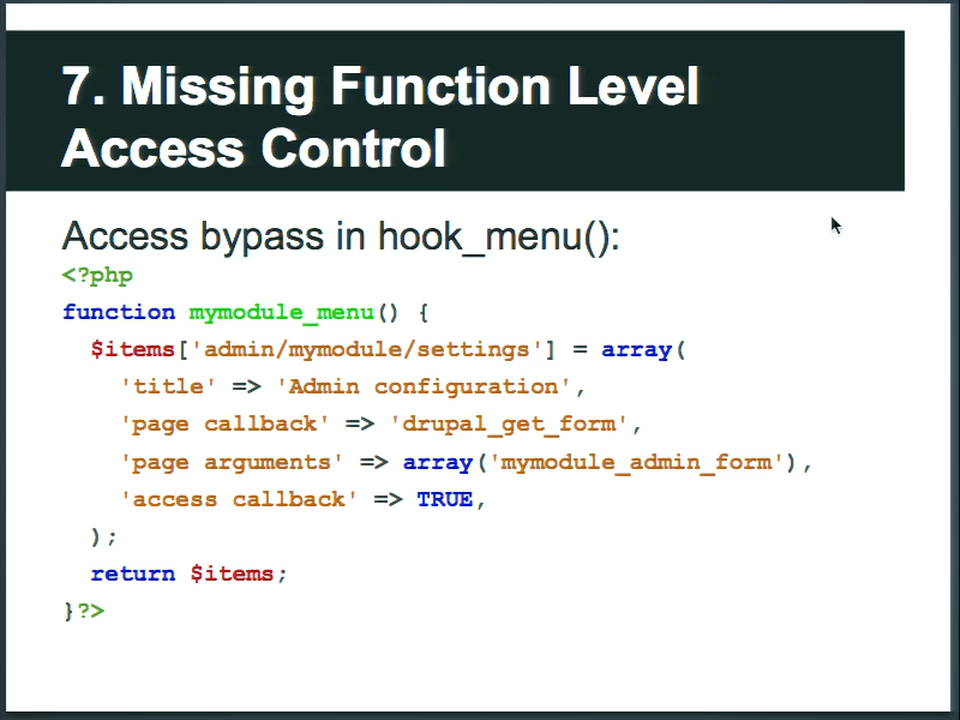 7. Missing Function Level
Access Control
Access bypass in hook_menu():
<?php
function mymodule_menu() {
$items['admin/mymodule/settings'] = array(
'title' => 'Admin configuration',
'page callback' => 'drupal_get_form',
'page arguments' => array('mymodule_admin_form'),
'access callback' => TRUE,
);
return $items;
}?>